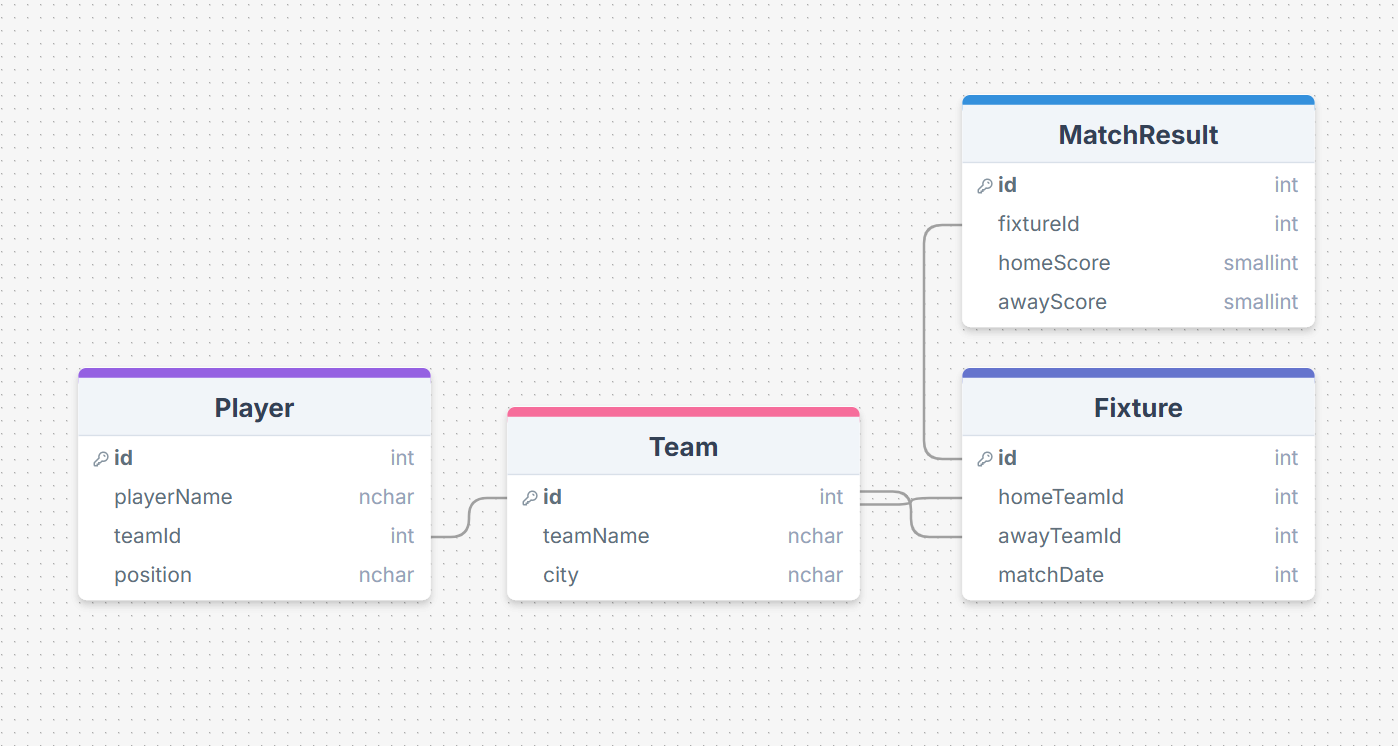 MatchResult
id int
fixtureId int
homeScore smallint
awayScore smallint
Player
id int
playerName nchar
teamId int
position nchar
Team
id int
teamName nchar
city nchar
Fixture
id int
homeTeamId int
awayTeamId int
matchDate int